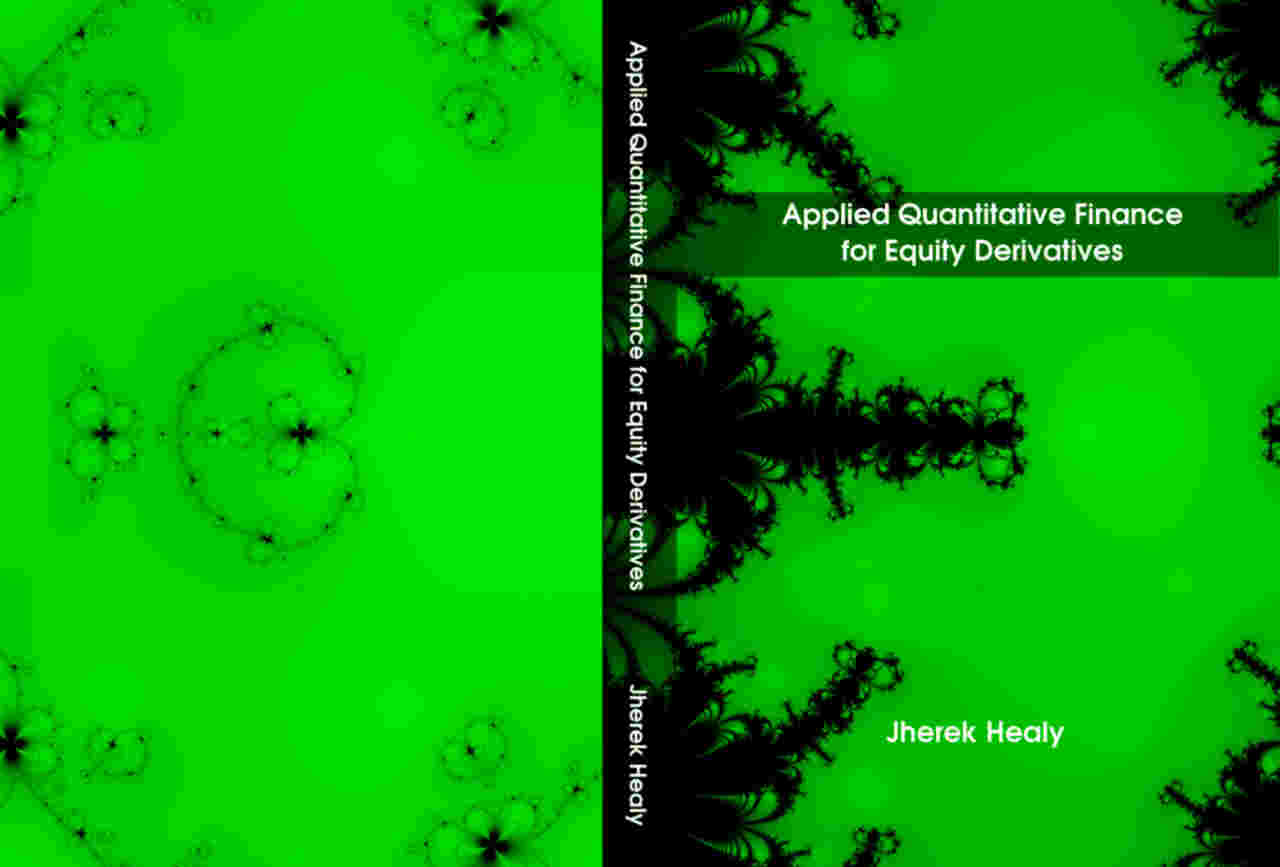 Applied Quantitative Finance for Equity Derivatives
Jherek Healy
Applied Quantitative Finance
for Equity Derivatives
Jherek Healy